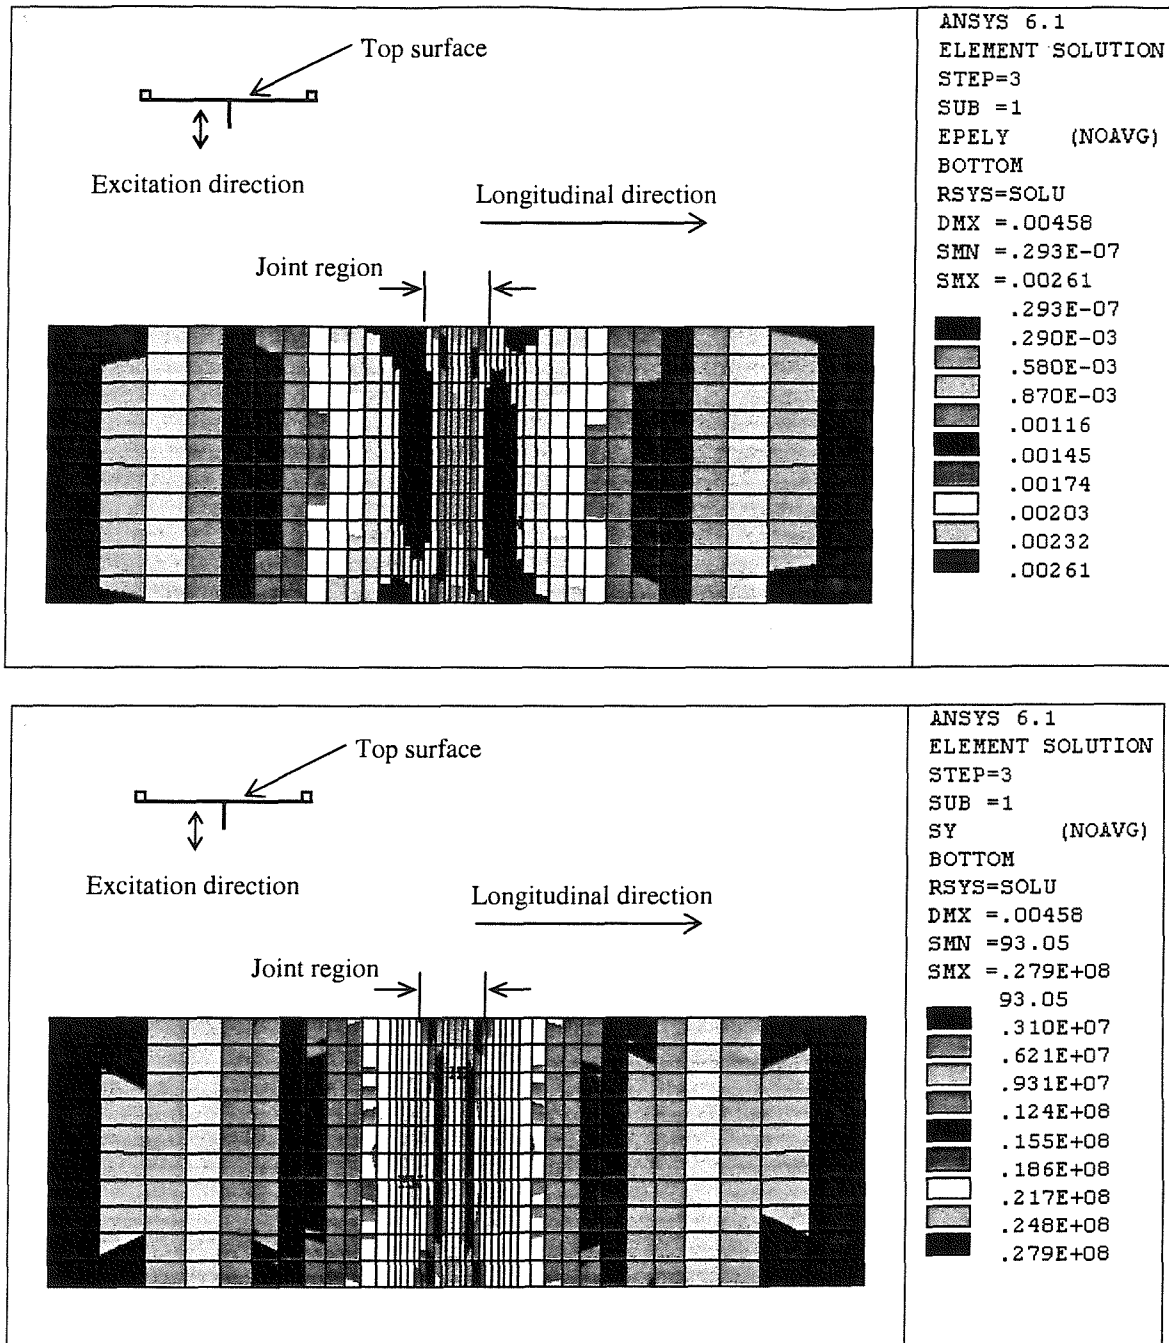 Top surface
Excitation direction
Longitudinal direction
Joint region
ANSYS 6.1
ELEMENT SOLUTION
STEP=3
SUB =1
EPELY (NOAVG)
BOTTOM
RSYS=SOLU
DMX =.00458
SMN =.293E-07
SMX =.00261
.293E-07
.290E-03
.580E-03
.870E-03
.00116
.00145
.00174
.00203
.00232
.00261
Top surface
Excitation direction
Longitudinal direction
Joint region
ANSYS 6.1
ELEMENT SOLUTION
STEP=3
SUB =1
SY (NOAVG)
BOTTOM
RSYS=SOLU
DMX =.00458
SMN =93.05
SMX =.279E+08
93.05
.310E+07
.621E+07
.931E+07
.124E+08
.155E+08
.186E+08
.217E+08
.248E+08
.279E+08